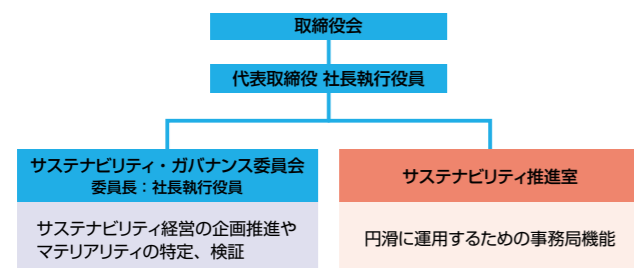 取締役会
代表取締役 社長執行役員
サステナビリティ・ガバナンス委員会
委員長：社長執行役員
サステナビリティ経営の企画推進や
マテリアリティの特定、検証
サステナビリティ推進室
円滑に運用するための事務局機能